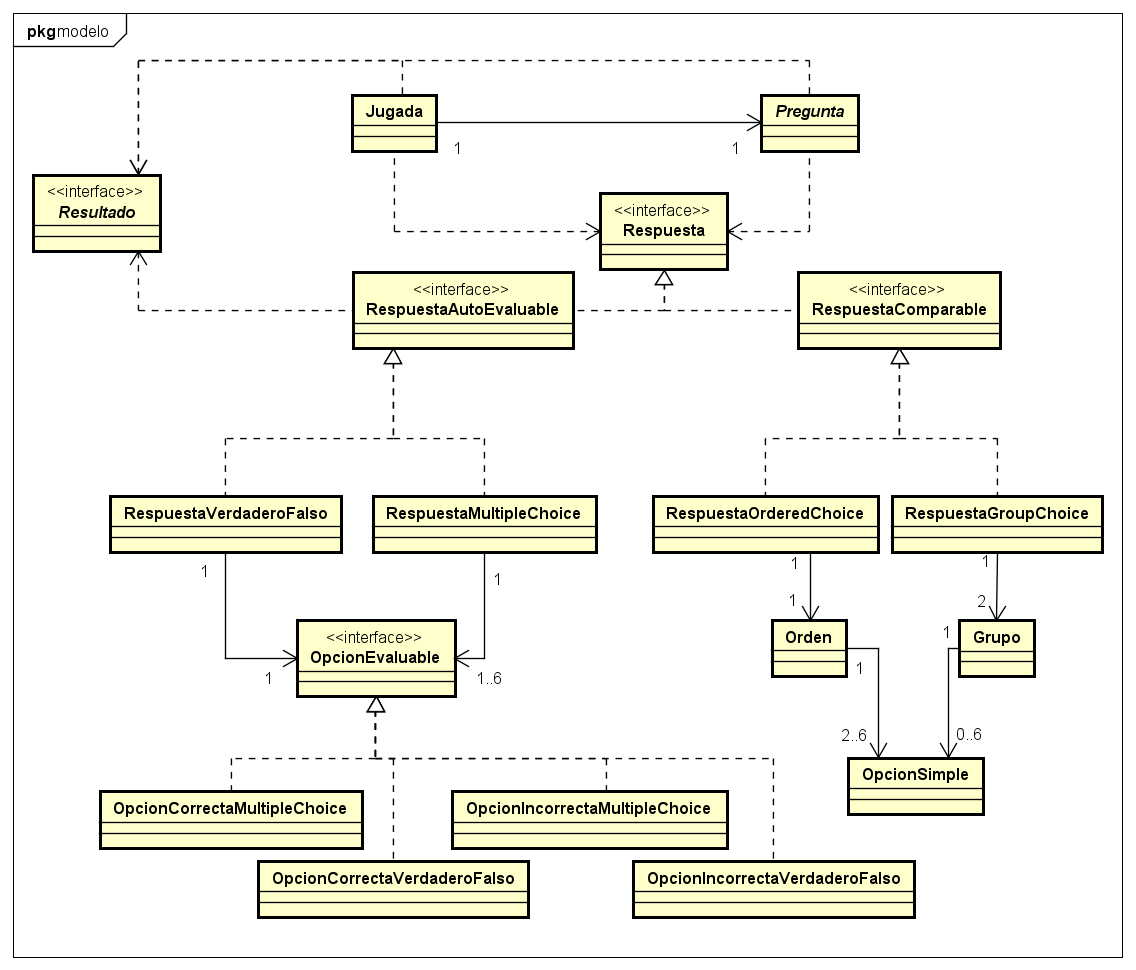 pkg modelo
Jugada
Pregunta
1
1
<<interface>>
Resultado
<<interface>>
Respuesta
<<interface>>
RespuestaAutoEvaluable
<<interface>>
RespuestaComparable
RespuestaVerdaderoFalso
RespuestaMultipleChoice
RespuestaOrderedChoice
RespuestaGroupChoice
1
1
1
1
1
2
<<interface>>
OpcionEvaluable
Orden
Grupo
1
1
1..6
1
2..6
0..6
OpcionSimple
OpcionCorrectaMultipleChoice
OpcionIncorrectaMultipleChoice
OpcionCorrectaVerdaderoFalso
OpcionIncorrectaVerdaderoFalso